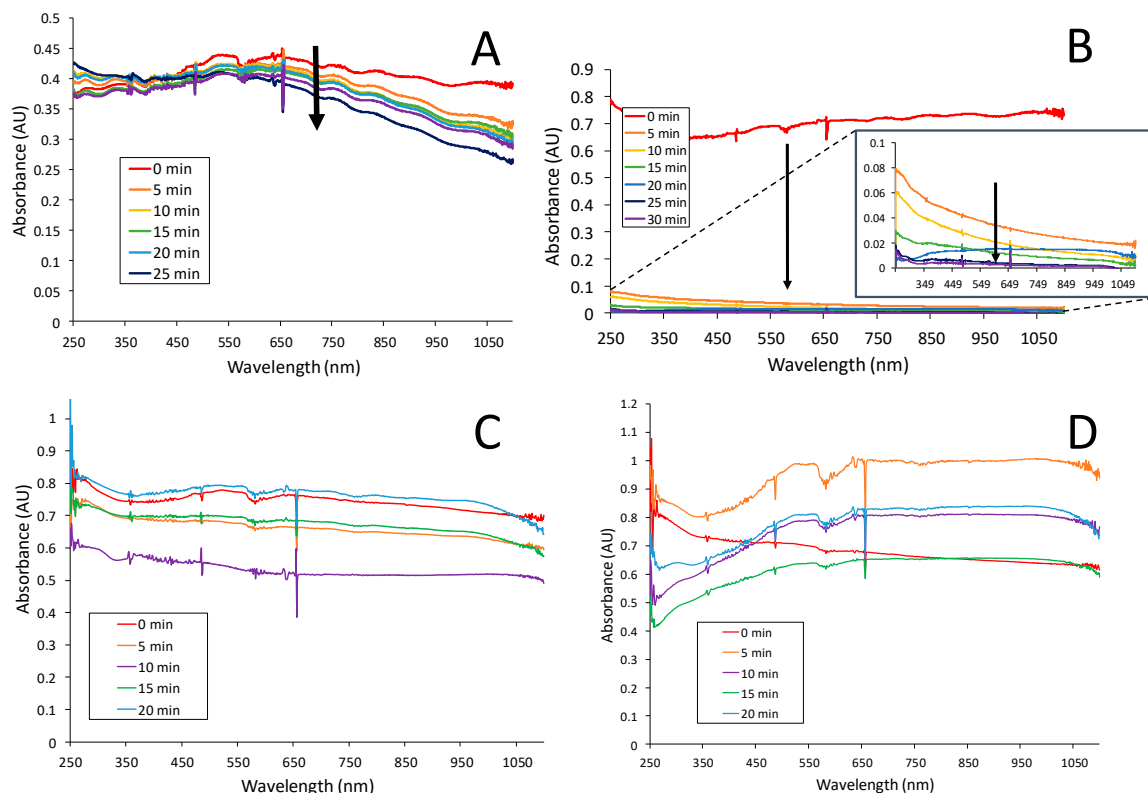 A
Absorbance (AU)
0.5
0.45
0.4
0.35
0.3
0.25
0.2
0.15
0.1
0.05
0
0 min
5 min
10 min
15 min
20 min
25 min
250 350 450 550 650 750 850 950 1050
Wavelength (nm)
B
Absorbance (AU)
0.9
0.8
0.7
0.6
0.5
0.4
0.3
0.2
0.1
0
0 min
5 min
10 min
15 min
20 min
25 min
30 min
0.1
0.08
0.06
0.04
0.02
0
349 449 549 649 749 849 949 1049
250 350 450 550 650 750 850 950 1050
Wavelength (nm)
C
Absorbance (AU)
1
0.9
0.8
0.7
0.6
0.5
0.4
0.3
0.2
0.1
0
0 min
5 min
10 min
15 min
20 min
250 350 450 550 650 750 850 950 1050
Wavelength (nm)
D
Absorbance (AU)
1.2
1.1
1
0.9
0.8
0.7
0.6
0.5
0.4
0.3
0.2
0.1
0
0 min
5 min
10 min
15 min
20 min
250 350 450 550 650 750 850 950 1050
Wavelength (nm)